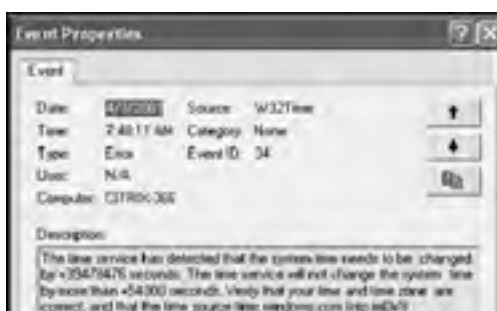 Event Properties
Event
Date: Source: W32Time
Time: 7:48:17 AM Category: None
Type: Error Event ID: 34
User: N/A
Computer: CITRIX-366
Description:
The time service has detected that the system time needs to be changed
by +39478476 seconds. The time service will not change the system time
by more than +54000 seconds. Verify that your time and time zone are
correct, and that the time source time.windows.com